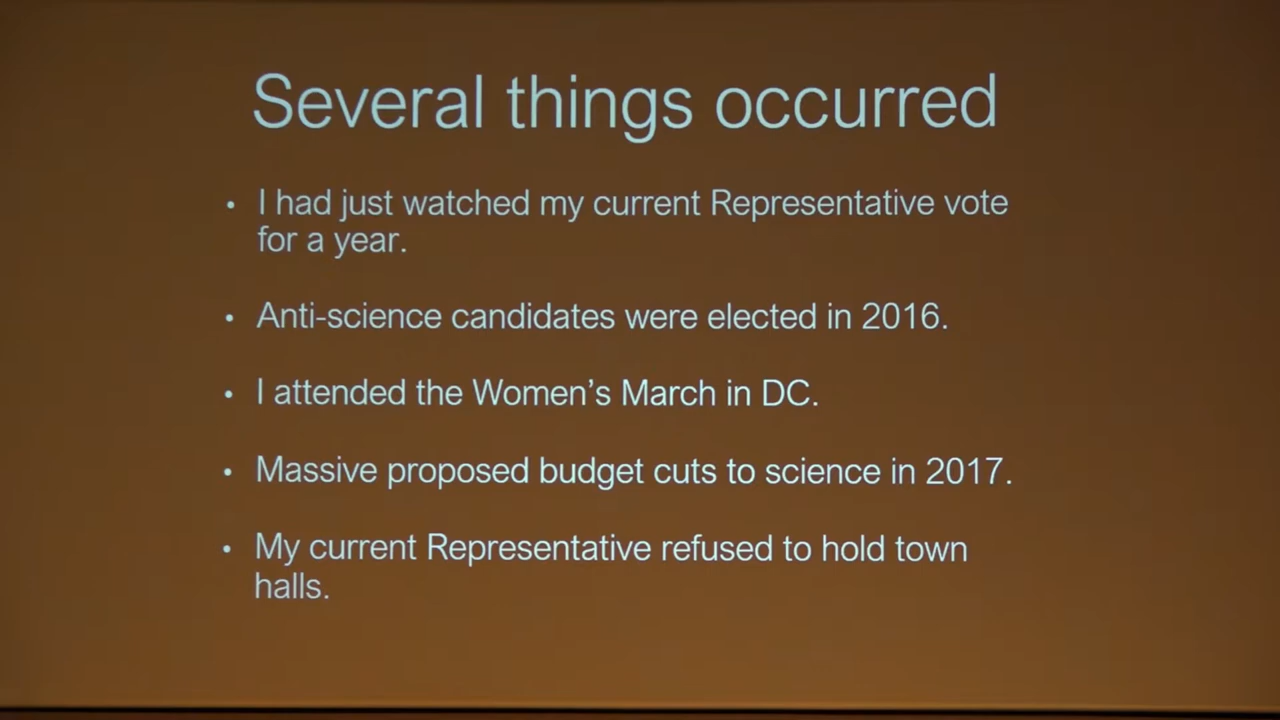 Several things occurred
• I had just watched my current Representative vote
for a year.
• Anti-science candidates were elected in 2016.
• I attended the Women’s March in DC.
• Massive proposed budget cuts to science in 2017.
• My current Representative refused to hold town
halls.